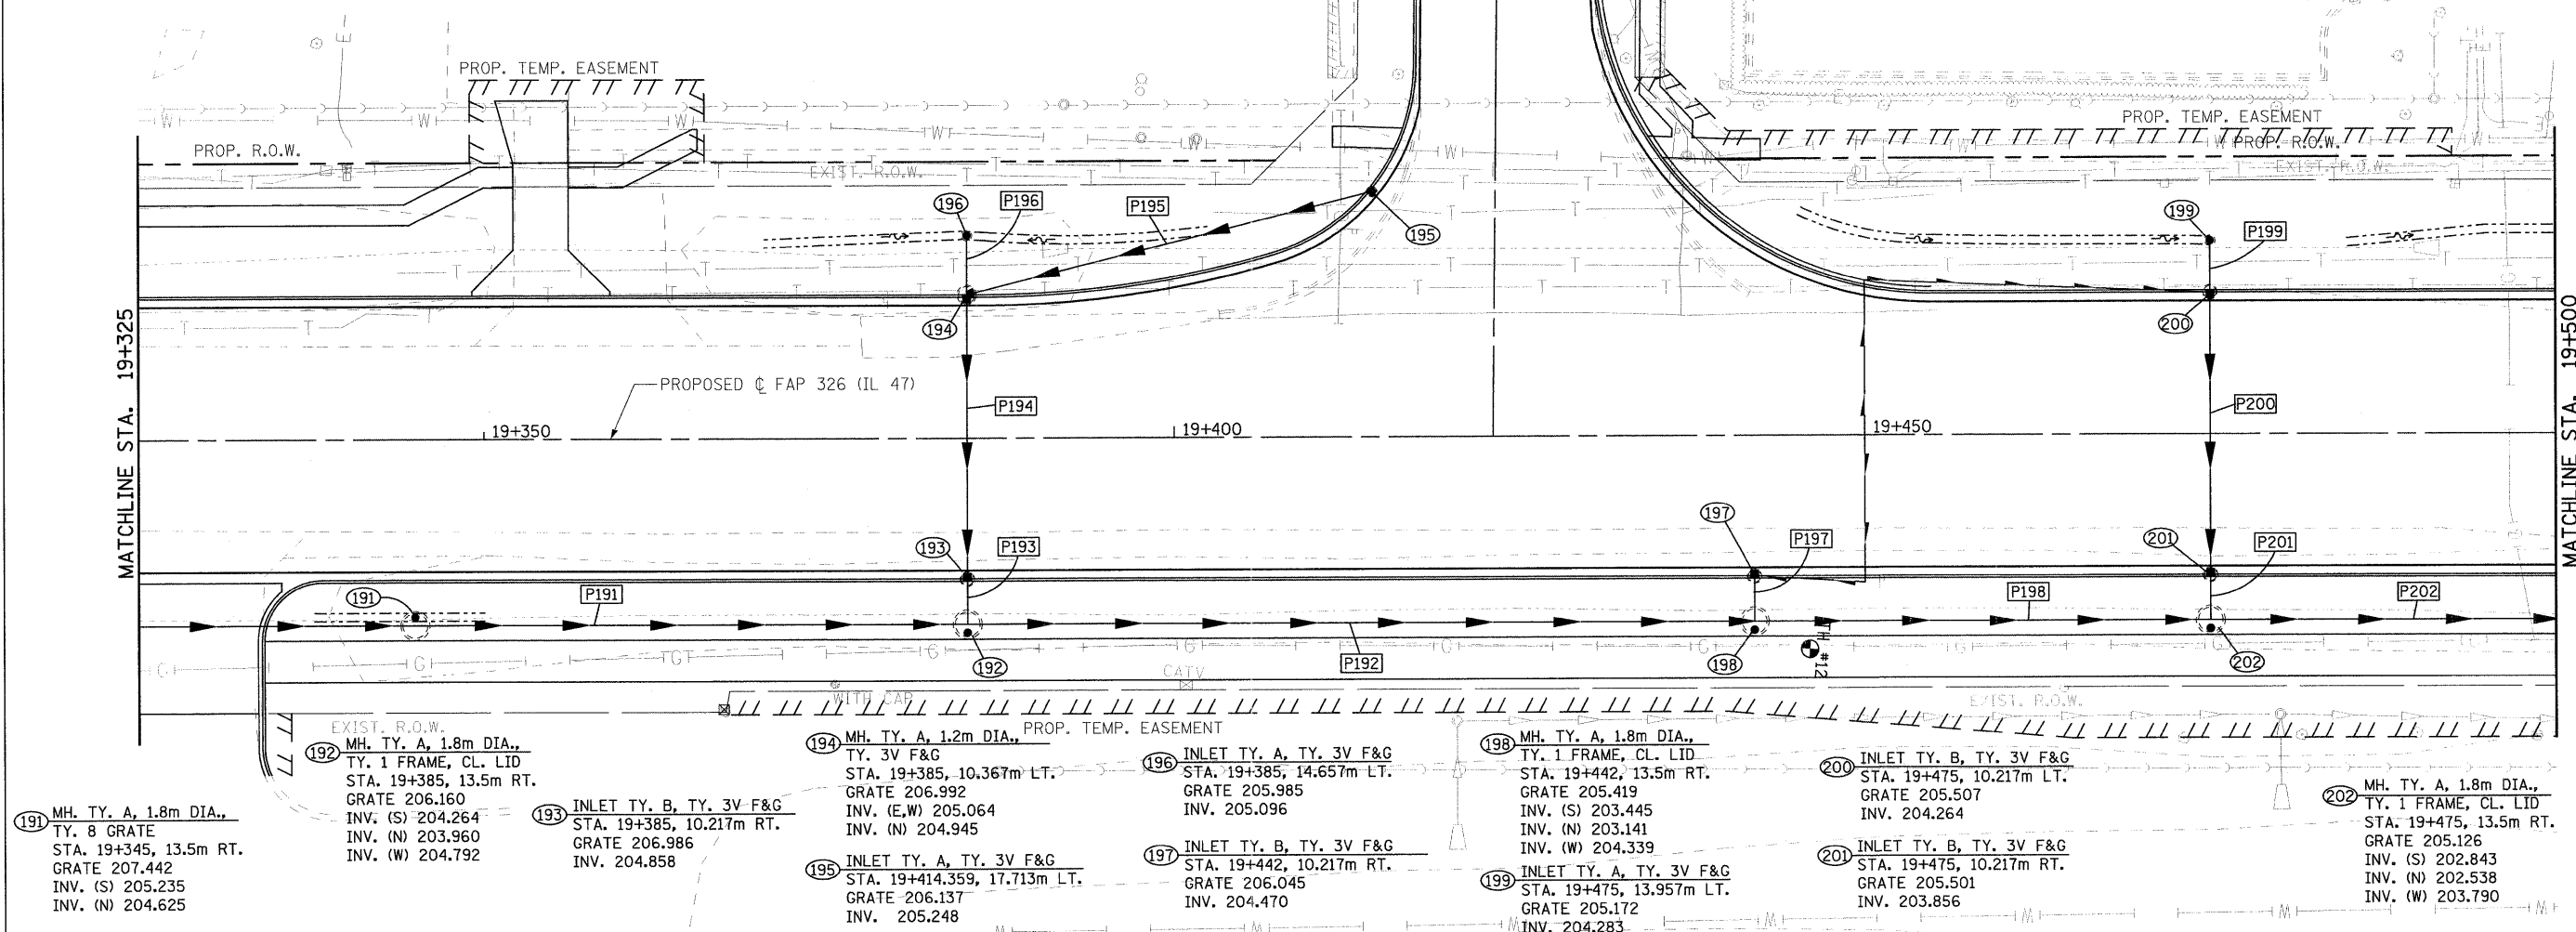 PROP. TEMP. EASEMENT
PROP. TEMP. EASEMENT
PROP. R.O.W.
PROP. R.O.W.
EXIST. R.O.W.
EXIST. R.O.W.
196
P196
P195
195
199
P199
194
200
MATCHLINE STA. 19+325
MATCHLINE STA. 19+500
PROPOSED ℄ FAP 326 (IL 47)
P194
P200
19+350
19+400
19+450
193
P193
197
P197
201
P201
191
P191
P198
P202
192
P192
198
TH #12
202
CATV
WITH CAP
EXIST. R.O.W.
EXIST. R.O.W.
PROP. TEMP. EASEMENT
191 MH. TY. A, 1.8m DIA.,
TY. 8 GRATE
STA. 19+345, 13.5m RT.
GRATE 207.442
INV. (S) 205.235
INV. (N) 204.625
192 MH. TY. A, 1.8m DIA.,
TY. 1 FRAME, CL. LID
STA. 19+385, 13.5m RT.
GRATE 206.160
INV. (S) 204.264
INV. (N) 203.960
INV. (W) 204.792
193 INLET TY. B, TY. 3V F&G
STA. 19+385, 10.217m RT.
GRATE 206.986
INV. 204.858
194 MH. TY. A, 1.2m DIA.,
TY. 3V F&G
STA. 19+385, 10.367m LT.
GRATE 206.992
INV. (E,W) 205.064
INV. (N) 204.945
195 INLET TY. A, TY. 3V F&G
STA. 19+414.359, 17.713m LT.
GRATE 206.137
INV. 205.248
196 INLET TY. A, TY. 3V F&G
STA. 19+385, 14.657m LT.
GRATE 205.985
INV. 205.096
197 INLET TY. B, TY. 3V F&G
STA. 19+442, 10.217m RT.
GRATE 206.045
INV. 204.470
198 MH. TY. A, 1.8m DIA.,
TY. 1 FRAME, CL. LID
STA. 19+442, 13.5m RT.
GRATE 205.419
INV. (S) 203.445
INV. (N) 203.141
INV. (W) 204.339
199 INLET TY. A, TY. 3V F&G
STA. 19+475, 13.957m LT.
GRATE 205.172
INV. 204.283
200 INLET TY. B, TY. 3V F&G
STA. 19+475, 10.217m LT.
GRATE 205.507
INV. 204.264
201 INLET TY. B, TY. 3V F&G
STA. 19+475, 10.217m RT.
GRATE 205.501
INV. 203.856
202 MH. TY. A, 1.8m DIA.,
TY. 1 FRAME, CL. LID
STA. 19+475, 13.5m RT.
GRATE 205.126
INV. (S) 202.843
INV. (N) 202.538
INV. (W) 203.790